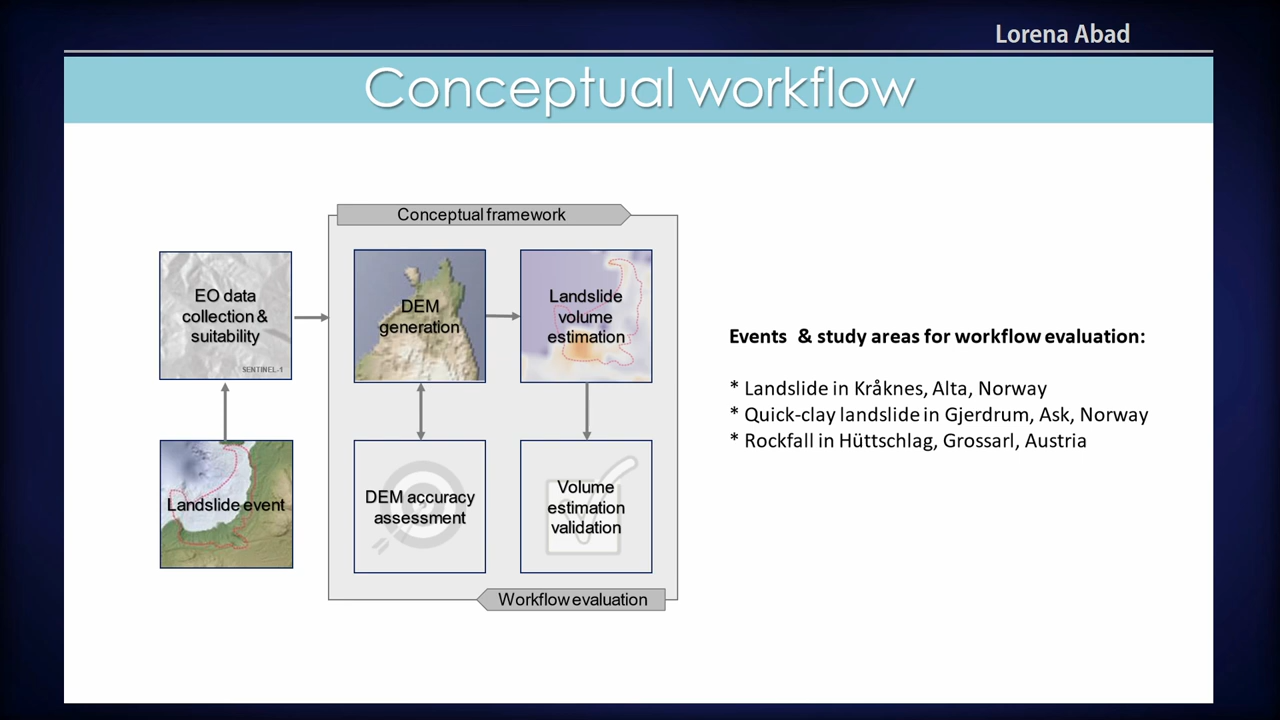 Lorena Abad
Conceptual workflow
Conceptual framework
EO data
collection &
suitability
SENTINEL-1
DEM
generation
Landslide
volume
estimation
Landslide event
DEM accuracy
assessment
Volume
estimation
validation
Workflow evaluation
Events & study areas for workflow evaluation:
* Landslide in Kråknes, Alta, Norway
* Quick-clay landslide in Gjerdrum, Ask, Norway
* Rockfall in Hüttschlag, Grossarl, Austria